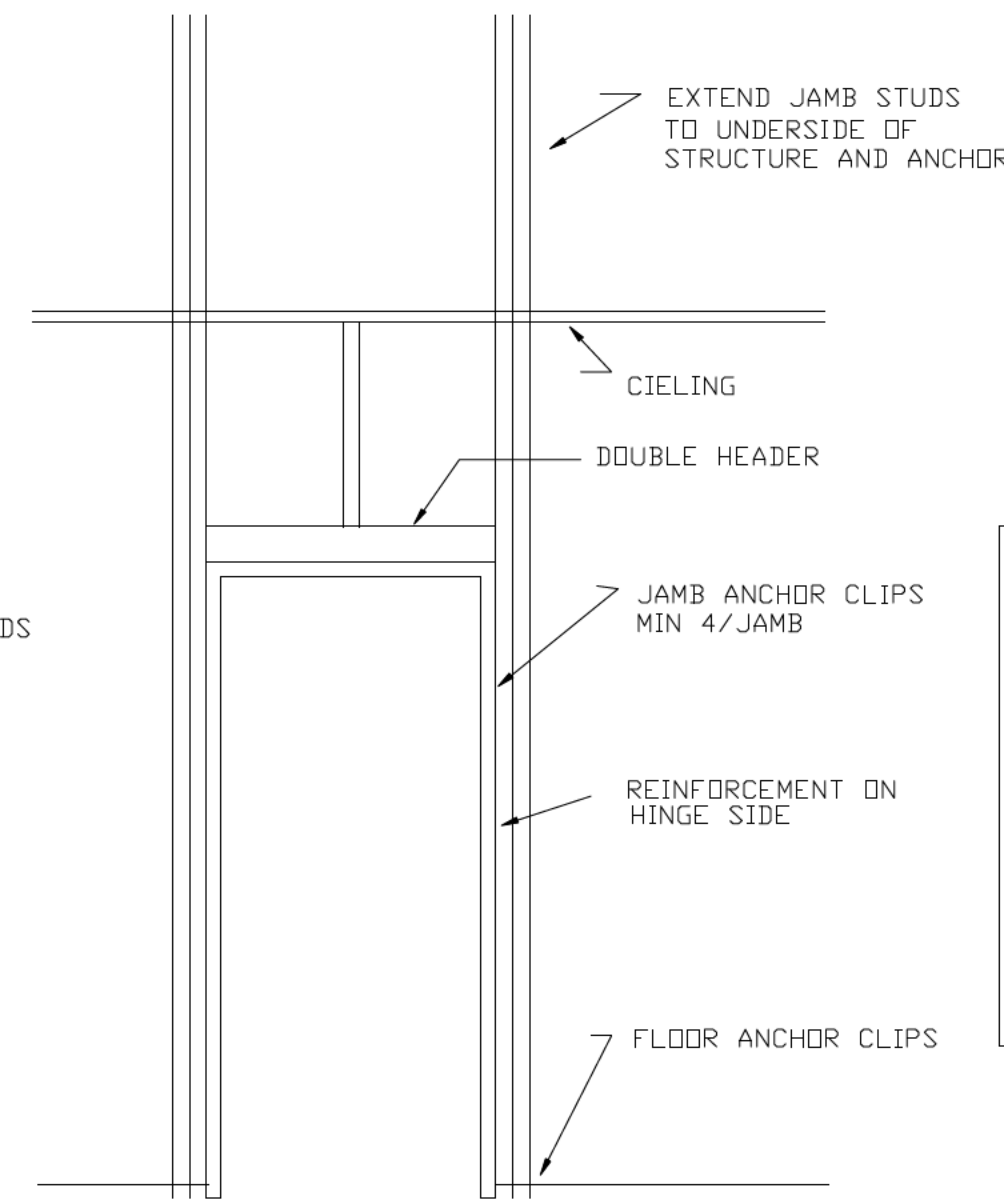 EXTEND JAMB STUDS
TO UNDERSIDE OF
STRUCTURE AND ANCHOR
CIELING
DOUBLE HEADER
JAMB ANCHOR CLIPS
MIN 4/JAMB
DS
REINFORCEMENT ON
HINGE SIDE
FLOOR ANCHOR CLIPS